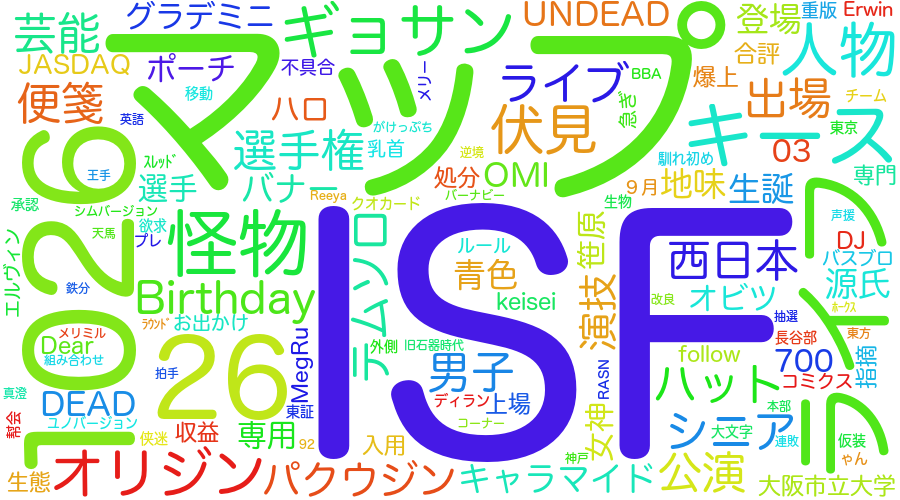 グラデミニ
ギョサン
UNDEAD
登場
重版
Erwin
芸能
マップ
人物
JASDAQ
ポーチ
不具合
メリー
ライブ
BBA
合評
爆上
便箋
移動
ハロ
伏見
急ぎ
出場
チーム
キース
1026
英語
選手権
がけっぷち
乳首
逆境
東京
03
ｽﾚｯﾄﾞ
王手
選手
バナー
Reeya
処分
OMI
馴れ初め
専門
9月
地味
生誕
承認
シムバージョン
欲求
クオカード
バーナビー
生物
声援
天馬
プレ
怪物
ISF
ルール
笹原
西日本
DJ
バスプロ
エルヴィン
テムソロ
青色
源氏
鉄分
Birthday
keisei
演技
改良
オビツ
ホークス
メリミル
ﾗｳﾝﾄﾞ
お出かけ
抽選
東方
Dear
組み合わせ
26
MegRu
外側
旧石器時代
長谷部
follow
700
指摘
拍手
男子
RASN
ハット
コミクス
真澄
DEAD
東証
ディラン
上場
本部
幇会
ユノバージョン
コーナー
女神
シニア
大文字
仮装
侠迷
収益
専用
92
入用
連敗
ゃん
生態
オリジン
パクウジン
キャラマイド
神戸
公演
大阪市立大学